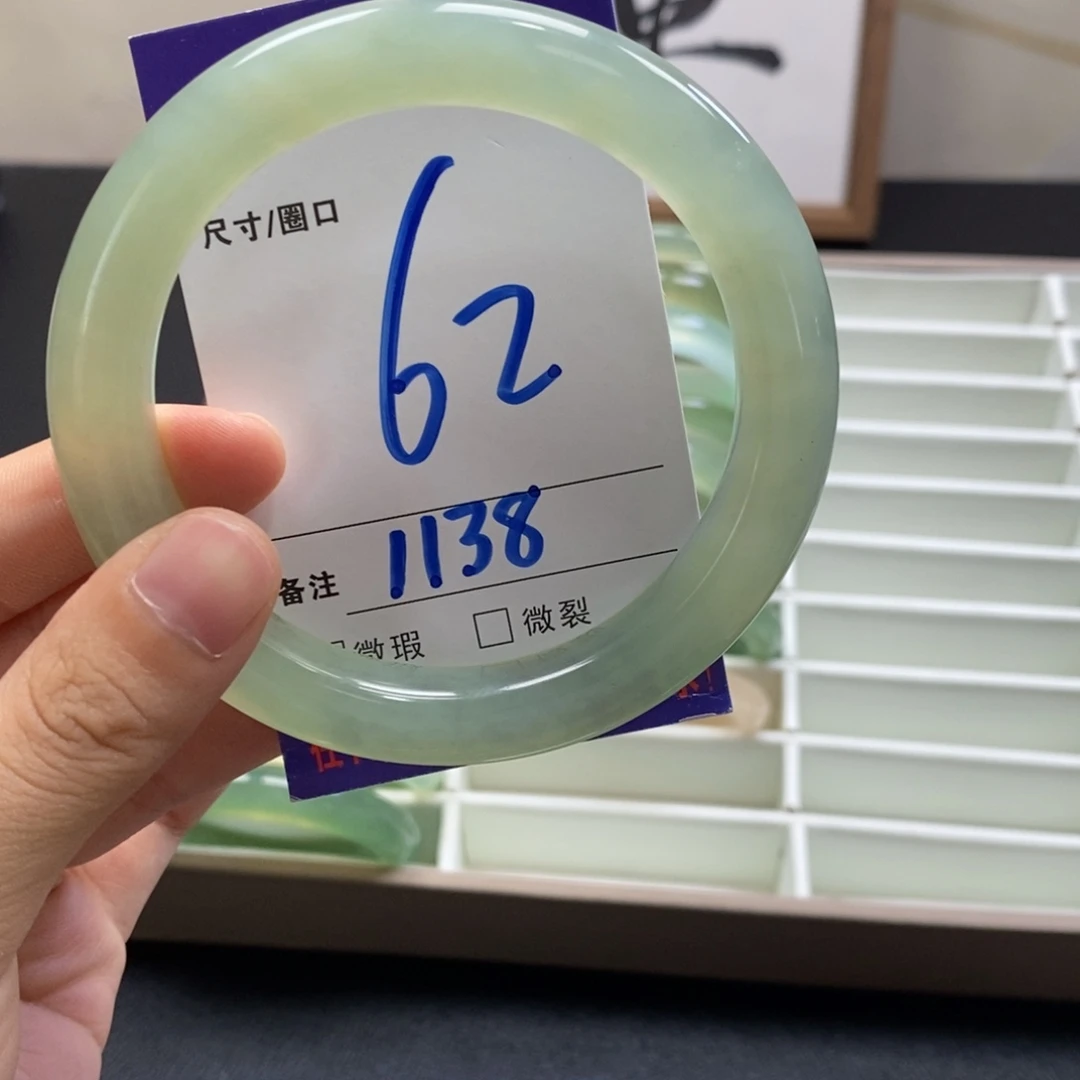 尺寸/圈口
62
备注 1138
微瑕 □ 微裂